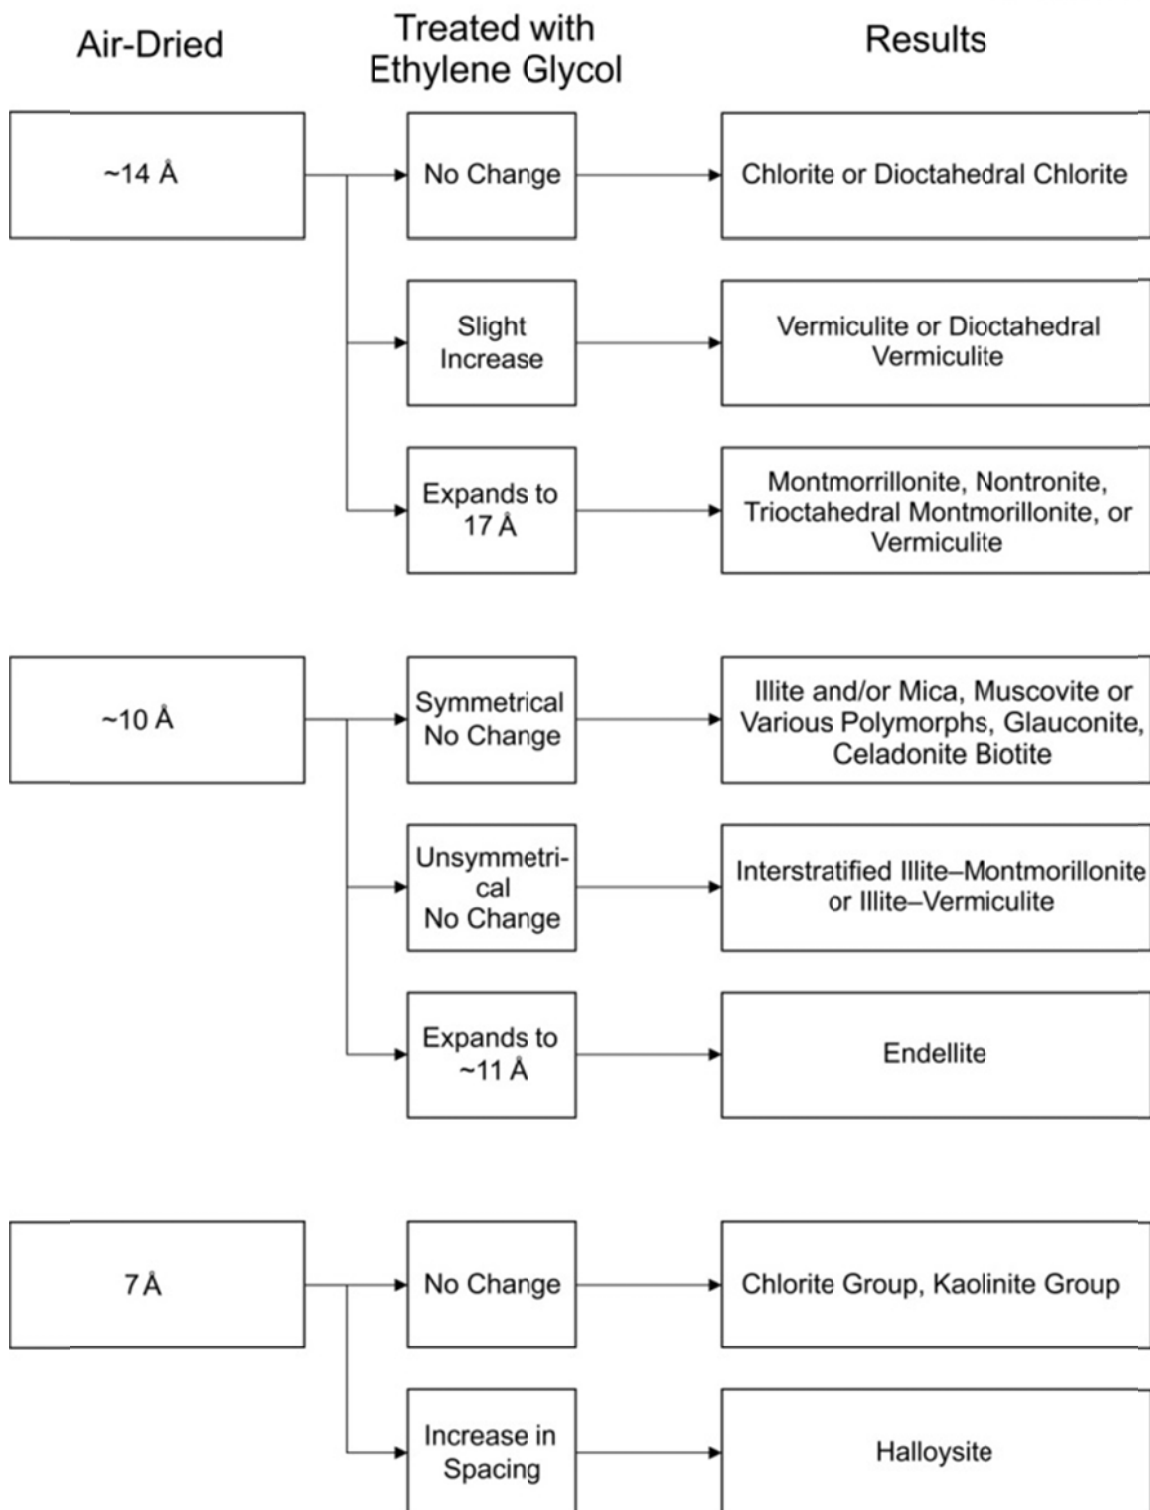 Air-Dried
Treated with
Ethylene Glycol
Results
~14 Å
No Change
Chlorite or Dioctahedral Chlorite
Slight
Increase
Vermiculite or Dioctahedral
Vermiculite
Expands to
17 Å
Montmorrillonite, Nontronite,
Trioctahedral Montmorillonite, or
Vermiculite
~10 Å
Symmetrical
No Change
Illite and/or Mica, Muscovite or
Various Polymorphs, Glauconite,
Celadonite Biotite
Unsymmetri-
cal
No Change
Interstratified Illite–Montmorillonite
or Illite–Vermiculite
Expands to
~11 Å
Endellite
7 Å
No Change
Chlorite Group, Kaolinite Group
Increase in
Spacing
Halloysite